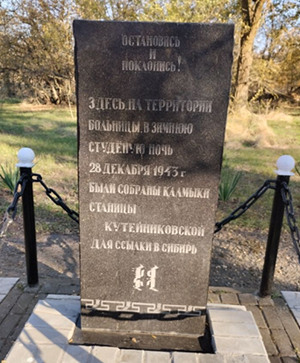 ОСТАНОВИСЬ
И
ПОКЛОНИСЬ!
ЗДЕСЬ, НА ТЕРРИТОРИИ
БОЛЬНИЦЫ, В ЗИМНЮЮ
СТУДЕНУЮ НОЧЬ
28 ДЕКАБРЯ 1943 г
БЫЛИ СОБРАНЫ КАЛМЫКИ
СТАНИЦЫ
КУТЕЙНИКОВСКОЙ
ДЛЯ ССЫЛКИ В СИБИРЬ